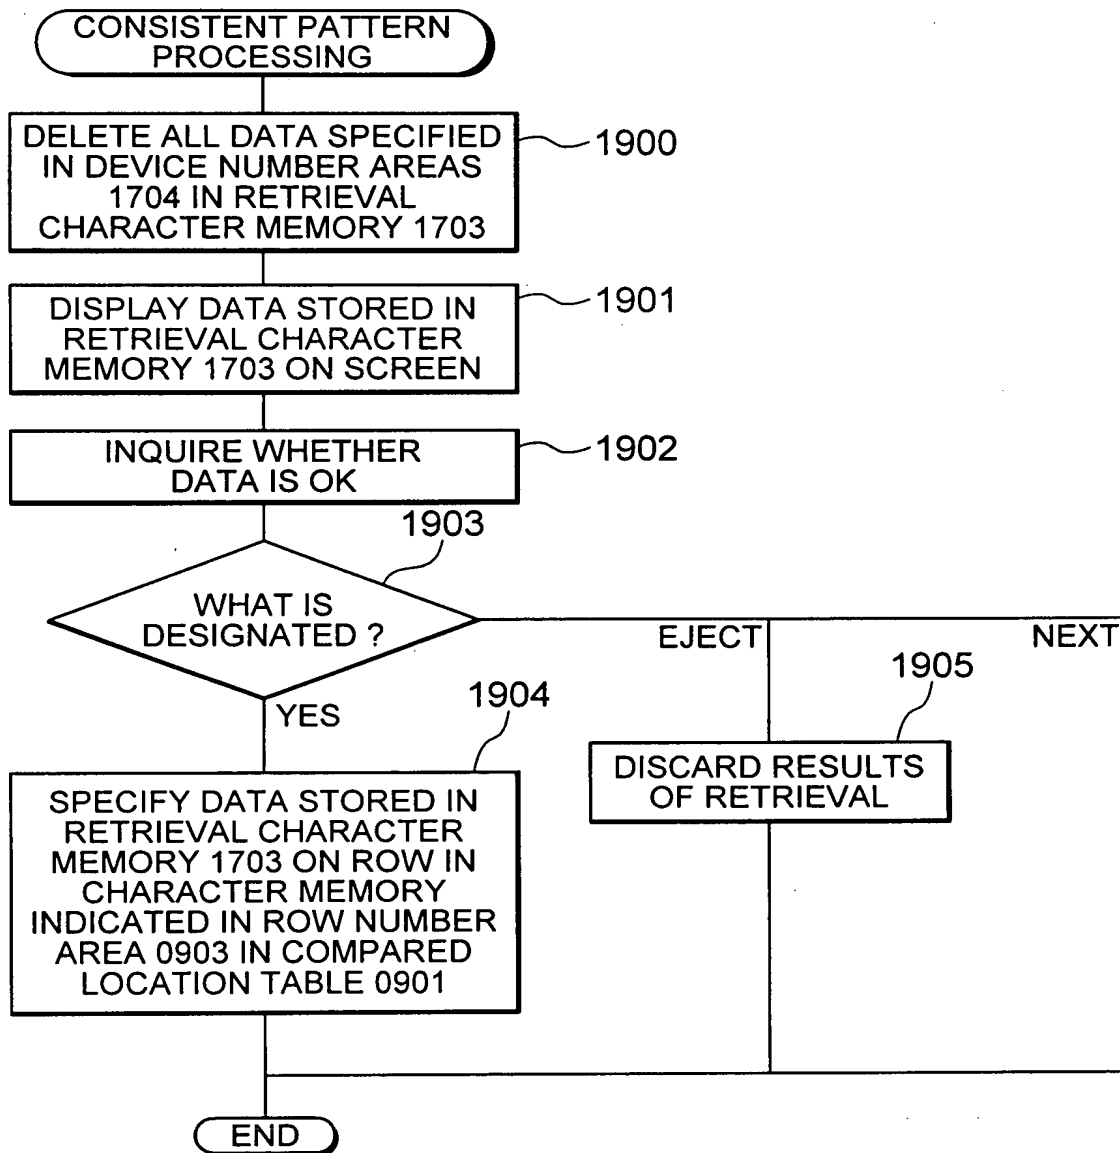 CONSISTENT PATTERN
PROCESSING
DELETE ALL DATA SPECIFIED
IN DEVICE NUMBER AREAS
1704 IN RETRIEVAL
CHARACTER MEMORY 1703
1900
DISPLAY DATA STORED IN
RETRIEVAL CHARACTER
MEMORY 1703 ON SCREEN
1901
INQUIRE WHETHER
DATA IS OK
1902
1903
WHAT IS
DESIGNATED ?
EJECT
NEXT
YES
1904
1905
SPECIFY DATA STORED IN
RETRIEVAL CHARACTER
MEMORY 1703 ON ROW IN
CHARACTER MEMORY
INDICATED IN ROW NUMBER
AREA 0903 IN COMPARED
LOCATION TABLE 0901
DISCARD RESULTS
OF RETRIEVAL
END